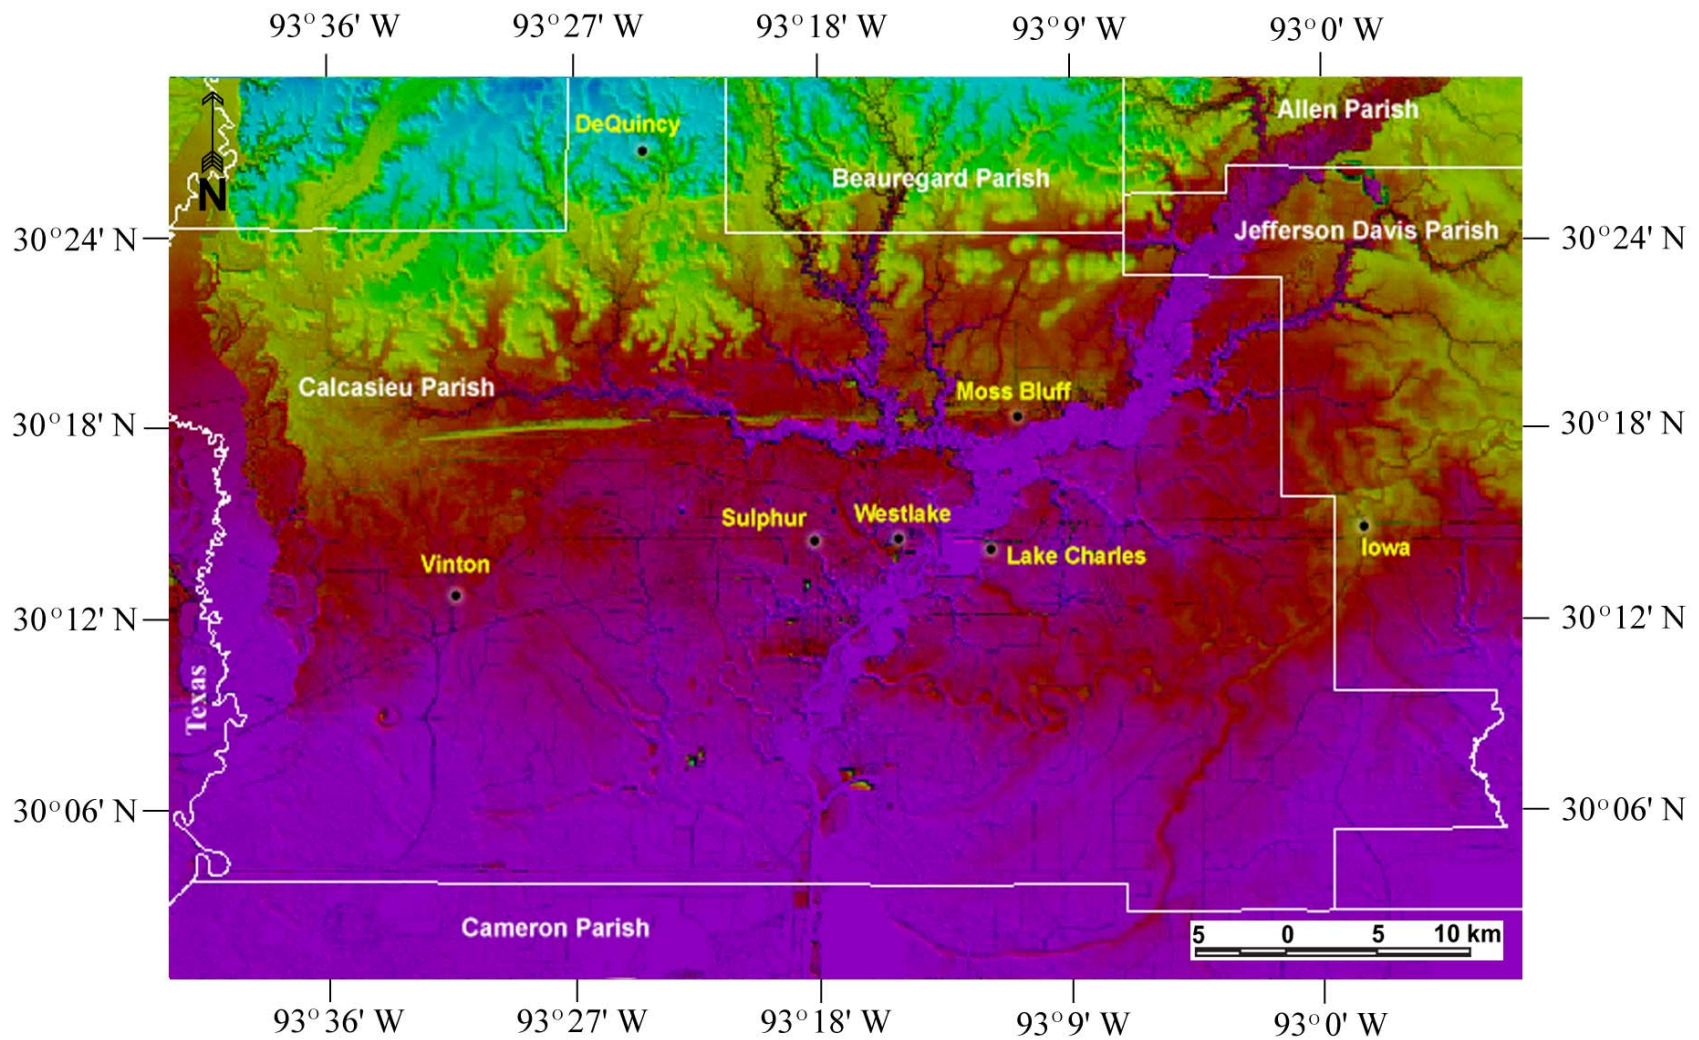 93°36' W 93°27' W 93°18' W 93°9' W 93°0' W
Allen Parish
DeQuincy
Beauregard Parish
N
Jefferson Davis Parish
30°24' N 30°24' N
Calcasieu Parish
Moss Bluff
30°18' N 30°18' N
Sulphur Westlake
Lake Charles
Iowa
Vinton
30°12' N 30°12' N
Texas
30°06' N 30°06' N
Cameron Parish
5 0 5 10 km
93°36' W 93°27' W 93°18' W 93°9' W 93°0' W